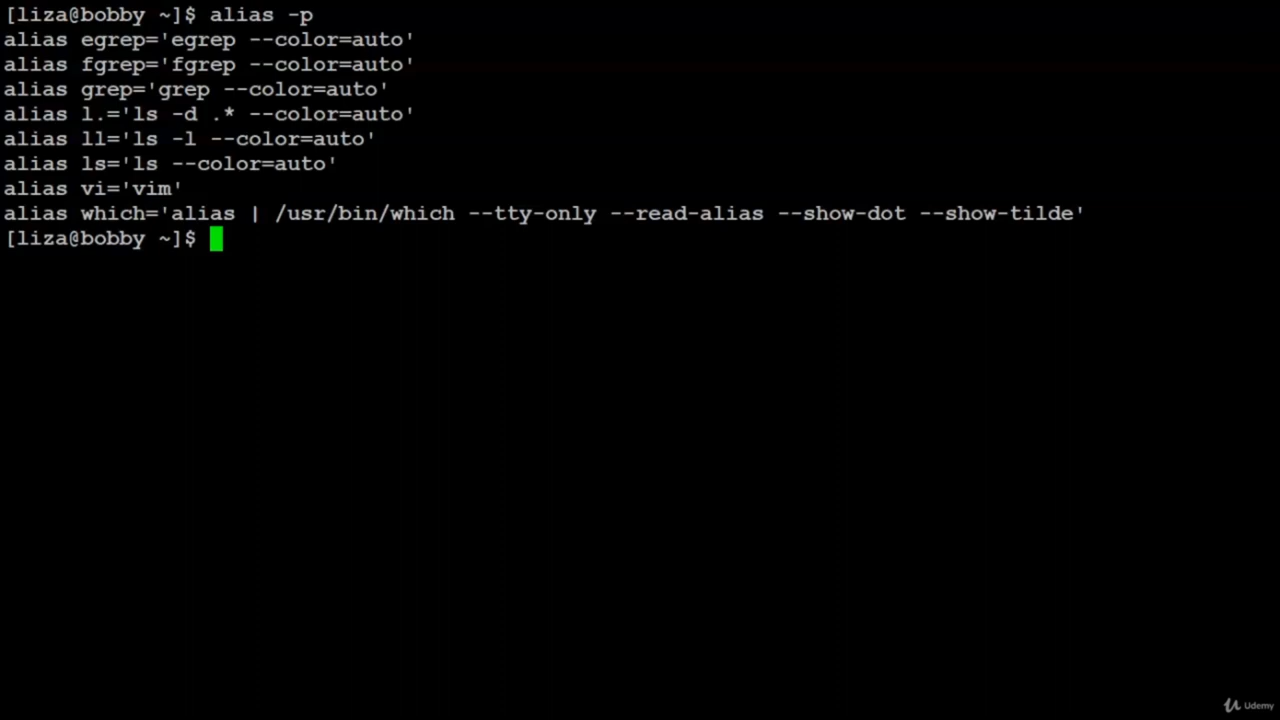 [liza@bobby ~]$ alias -p
alias egrep='egrep --color=auto'
alias fgrep='fgrep --color=auto'
alias grep='grep --color=auto'
alias l.='ls -d .* --color=auto'
alias ll='ls -l --color=auto'
alias ls='ls --color=auto'
alias vi='vim'
alias which='alias | /usr/bin/which --tty-only --read-alias --show-dot --show-tilde'
[liza@bobby ~]$
Udemy